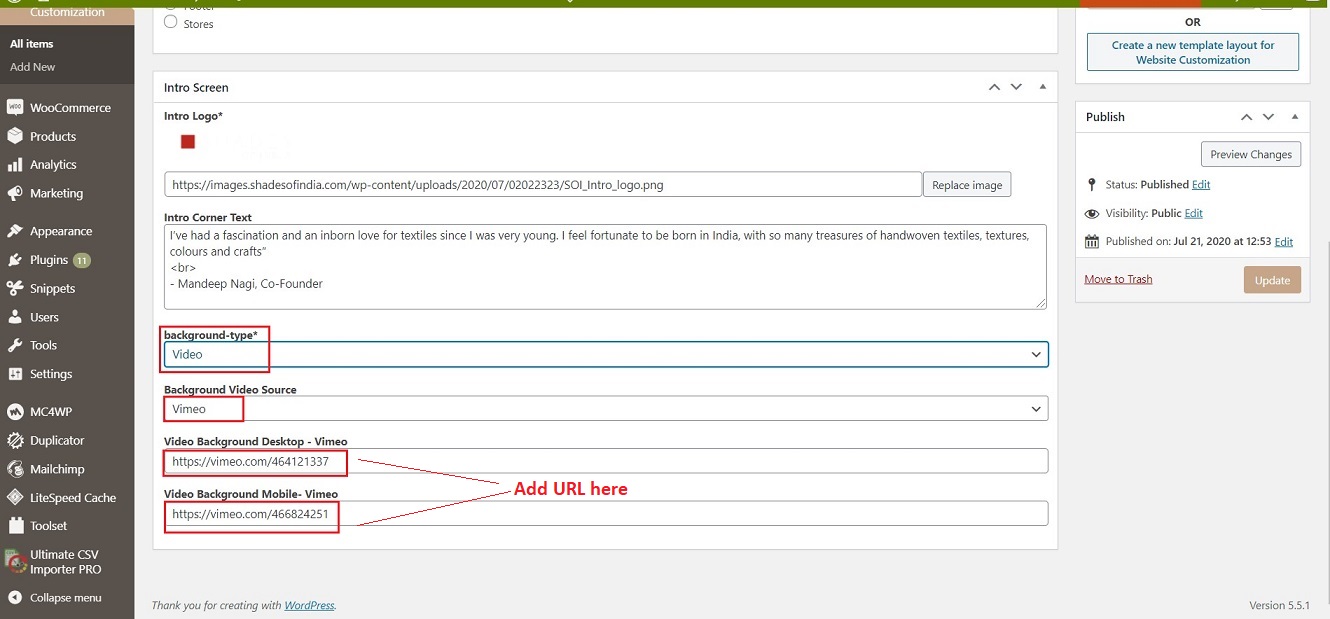 Customization
All items
Add New
WooCommerce
Products
Analytics
Marketing
Appearance
Plugins 11
Snippets
Users
Tools
Settings
MC4WP
Duplicator
Mailchimp
LiteSpeed Cache
Toolset
Ultimate CSV
Importer PRO
Collapse menu
Footer
Stores
Intro Screen
Intro Logo*
https://images.shadesofindia.com/wp-content/uploads/2020/07/02022323/SOI_Intro_logo.png
Replace image
Intro Corner Text
I've had a fascination and an inborn love for textiles since I was very young. I feel fortunate to be born in India, with so many treasures of handwoven textiles, textures,
colours and crafts"
<br>
- Mandeep Nagi, Co-Founder
background-type*
Video
Background Video Source
Vimeo
Video Background Desktop - Vimeo
https://vimeo.com/464121337
Video Background Mobile- Vimeo
https://vimeo.com/466824251
Add URL here
Thank you for creating with WordPress.
OR
Create a new template layout for
Website Customization
Publish
Preview Changes
Status: Published Edit
Visibility: Public Edit
Published on: Jul 21, 2020 at 12:53 Edit
Move to Trash
Update
Version 5.5.1